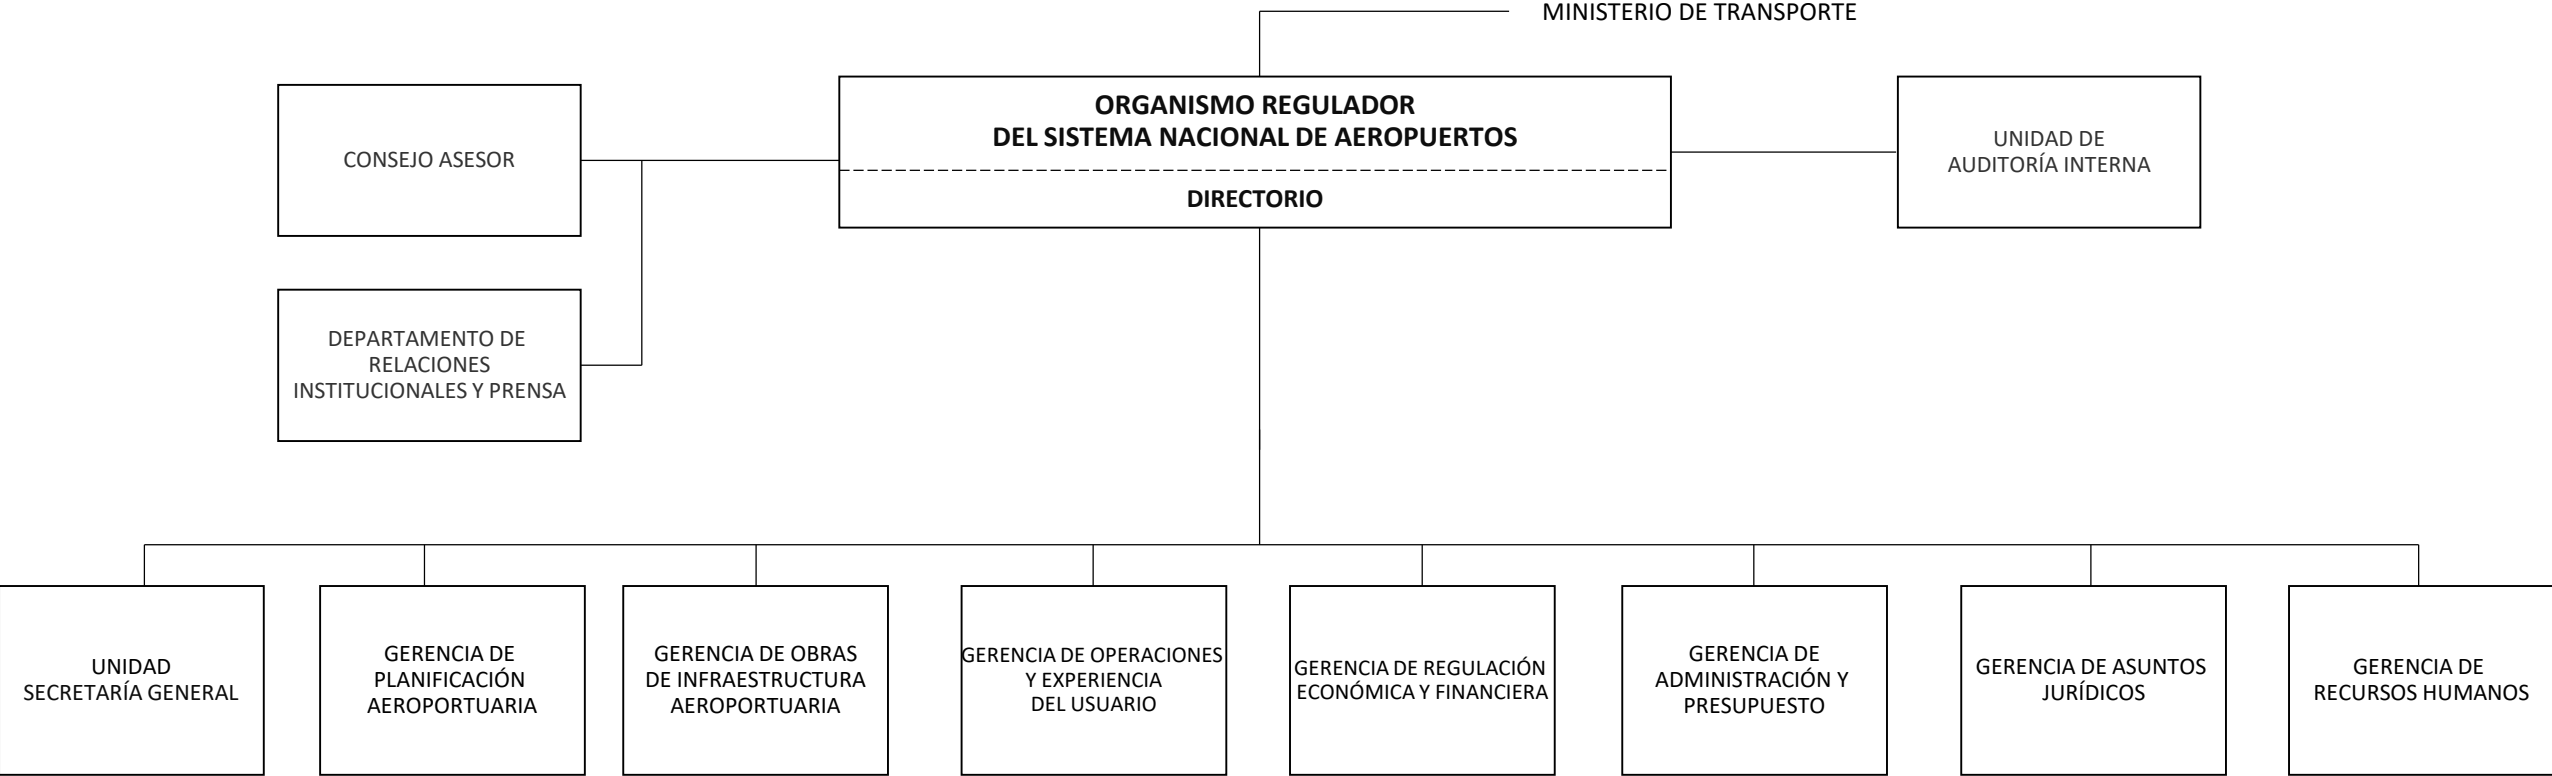 MINISTERIO DE TRANSPORTE
ORGANISMO REGULADOR
DEL SISTEMA NACIONAL DE AEROPUERTOS
DIRECTORIO
CONSEJO ASESOR
UNIDAD DE
AUDITORÍA INTERNA
DEPARTAMENTO DE
RELACIONES
INSTITUCIONALES Y PRENSA
UNIDAD
SECRETARÍA GENERAL
GERENCIA DE
PLANIFICACIÓN
AEROPORTUARIA
GERENCIA DE OBRAS
DE INFRAESTRUCTURA
AEROPORTUARIA
GERENCIA DE OPERACIONES
Y EXPERIENCIA
DEL USUARIO
GERENCIA DE REGULACIÓN
ECONÓMICA Y FINANCIERA
GERENCIA DE
ADMINISTRACIÓN Y
PRESUPUESTO
GERENCIA DE ASUNTOS
JURÍDICOS
GERENCIA DE
RECURSOS HUMANOS